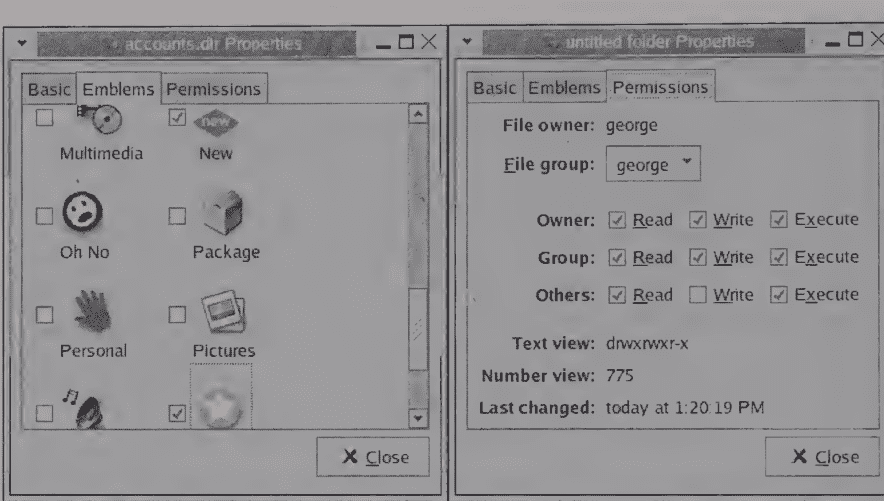 accounts.dir Properties
Basic Emblems Permissions
Multimedia
new
New
Oh No
Package
Personal
Pictures
Close
untitled folder Properties
Basic Emblems Permissions
File owner: george
File group: george
Owner: Read Write Execute
Group: Read Write Execute
Others: Read Write Execute
Text view: drwxrwxr-x
Number view: 775
Last changed: today at 1:20:19 PM
Close